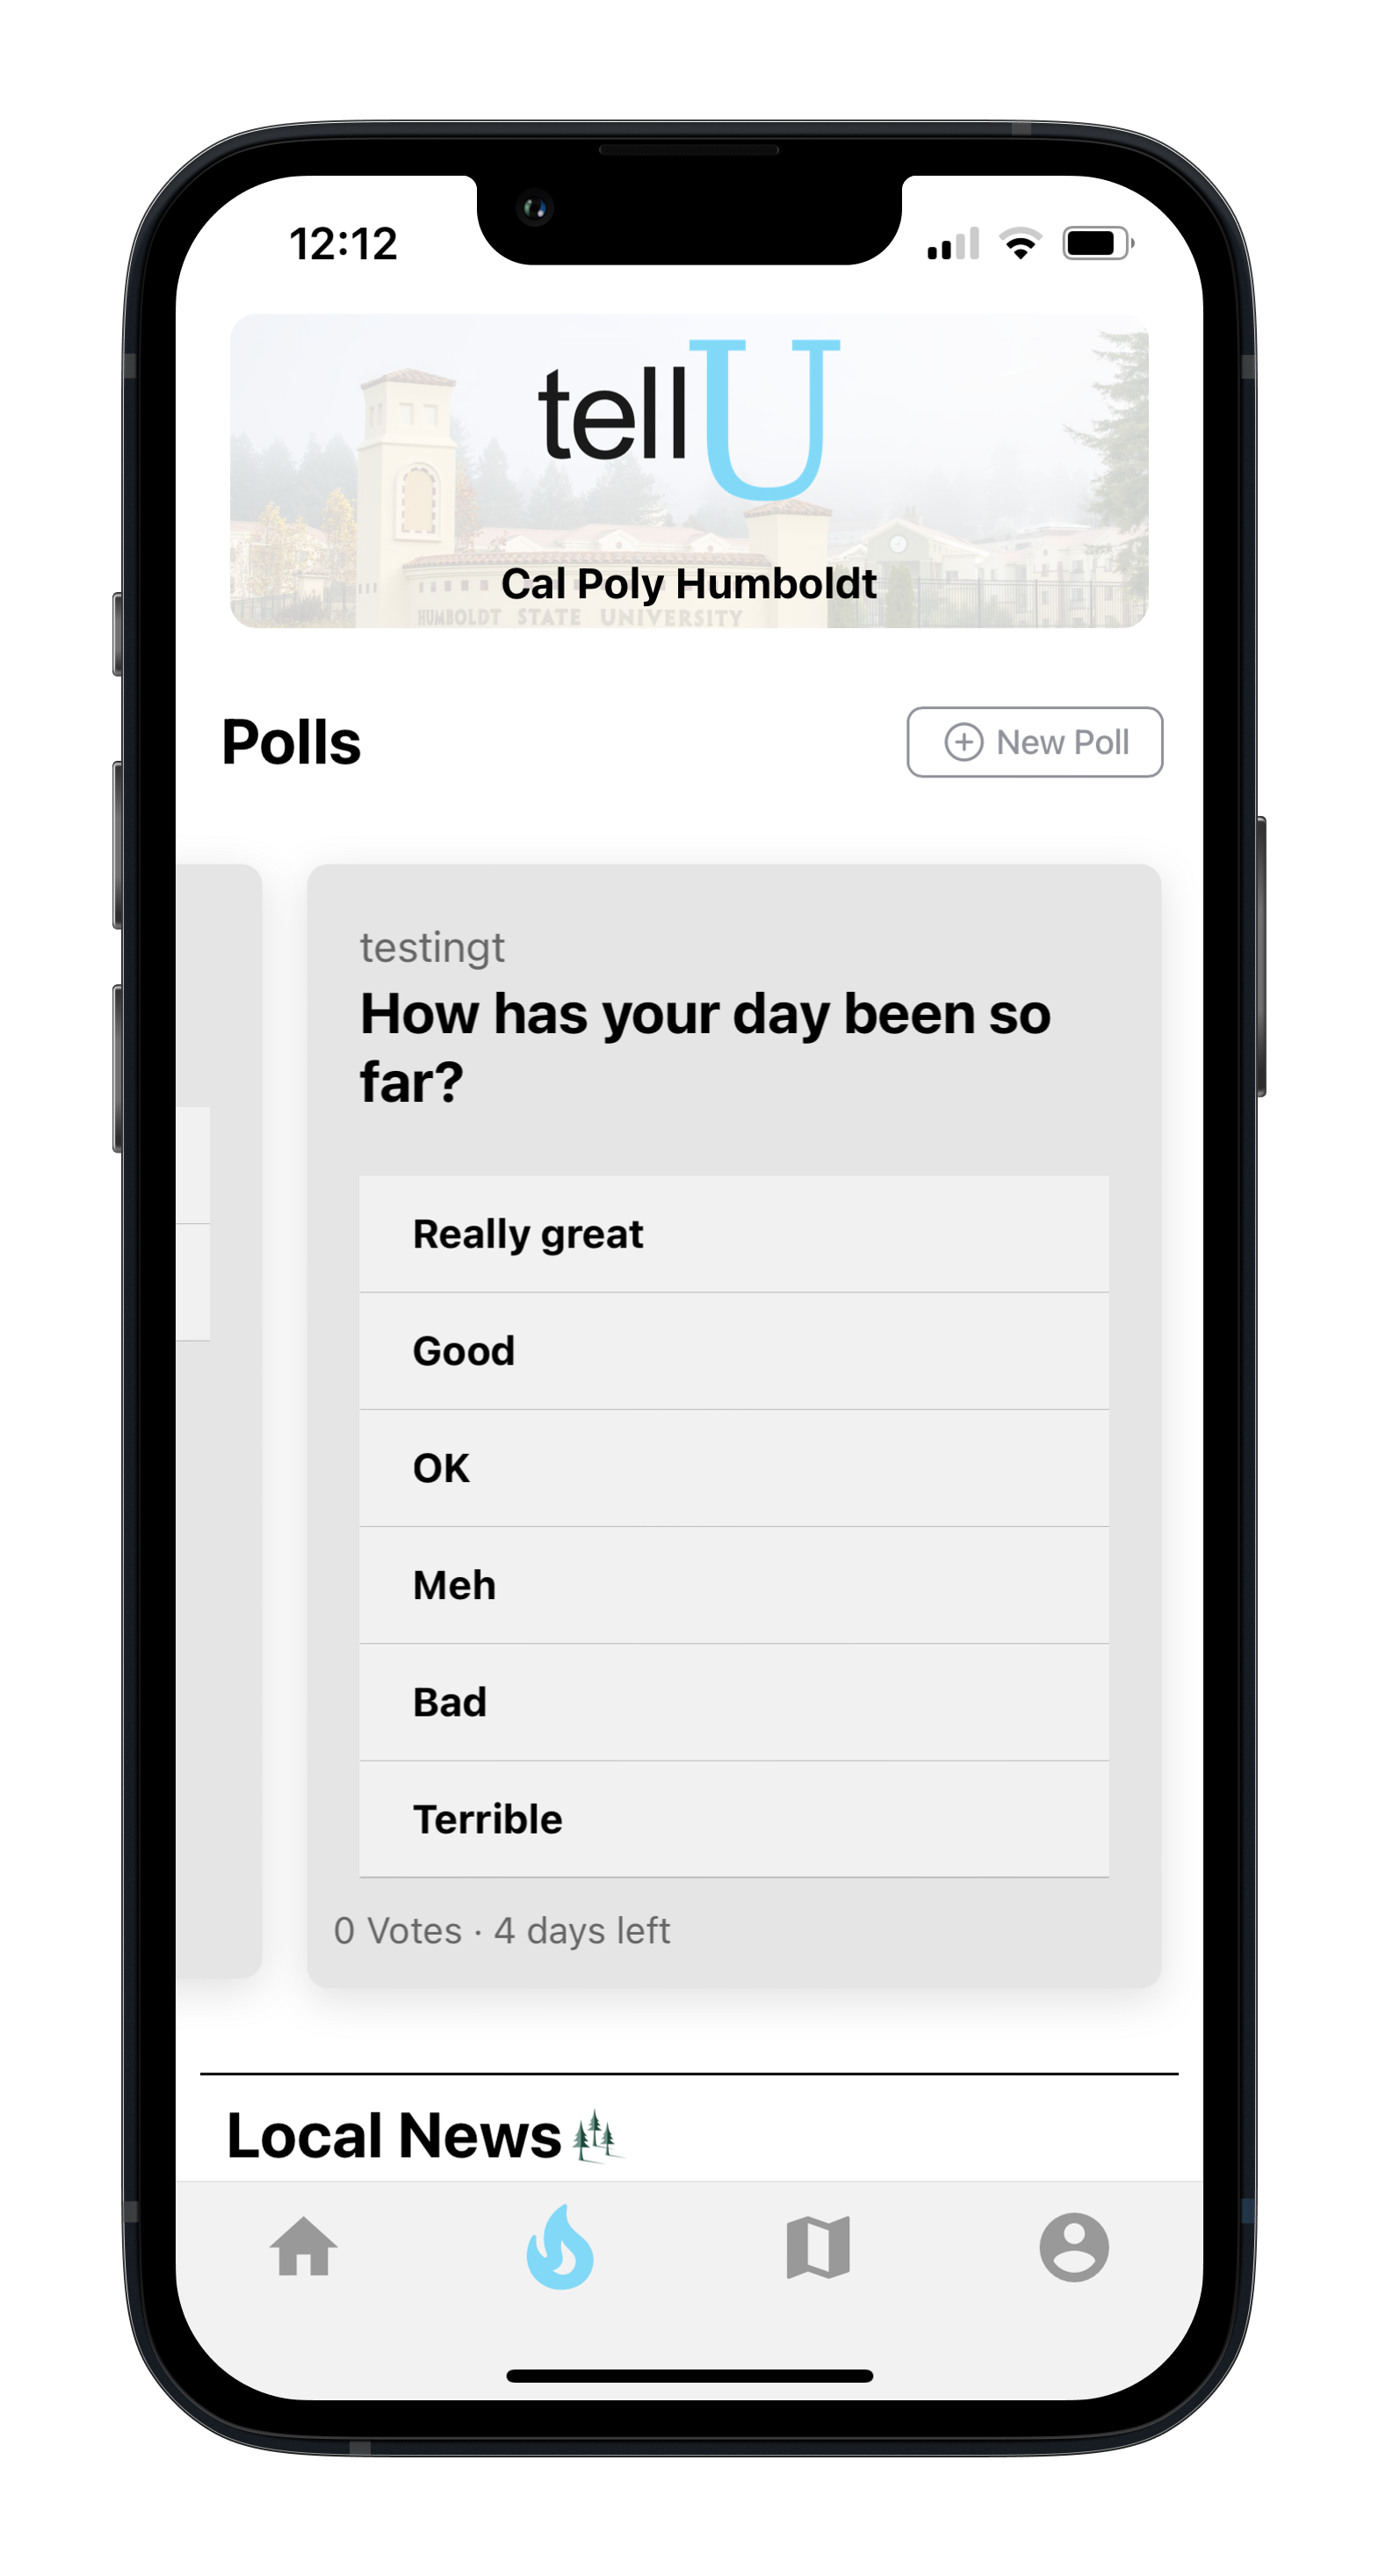 12:12
tellU
Cal Poly Humboldt
HUMBOLDT STATE UNIVERSITY
Polls
New Poll
testingt
How has your day been so
far?
Really great
Good
OK
Meh
Bad
Terrible
0 Votes · 4 days left
Local News